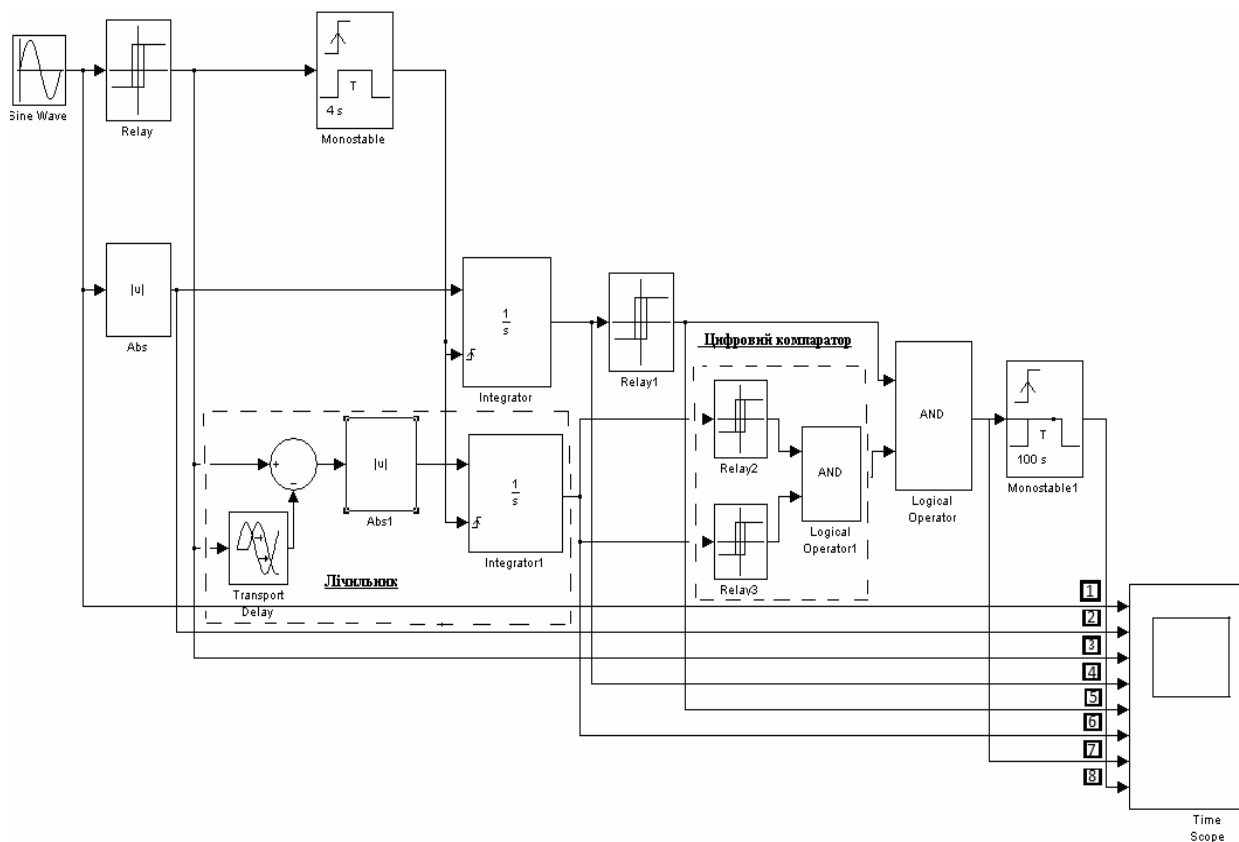 Sine Wave
Relay
T
4 s
Monostable
|u|
Abs
1
s
Integrator
Relay1
Цифровий компаратор
Relay2
AND
Logical
Operator1
Relay3
AND
Logical
Operator
T
100 s
Monostable1
+
−
|u|
Abs1
1
s
Integrator1
Transport
Delay
Лічильник
1
2
3
4
5
6
7
8
Time
Scope